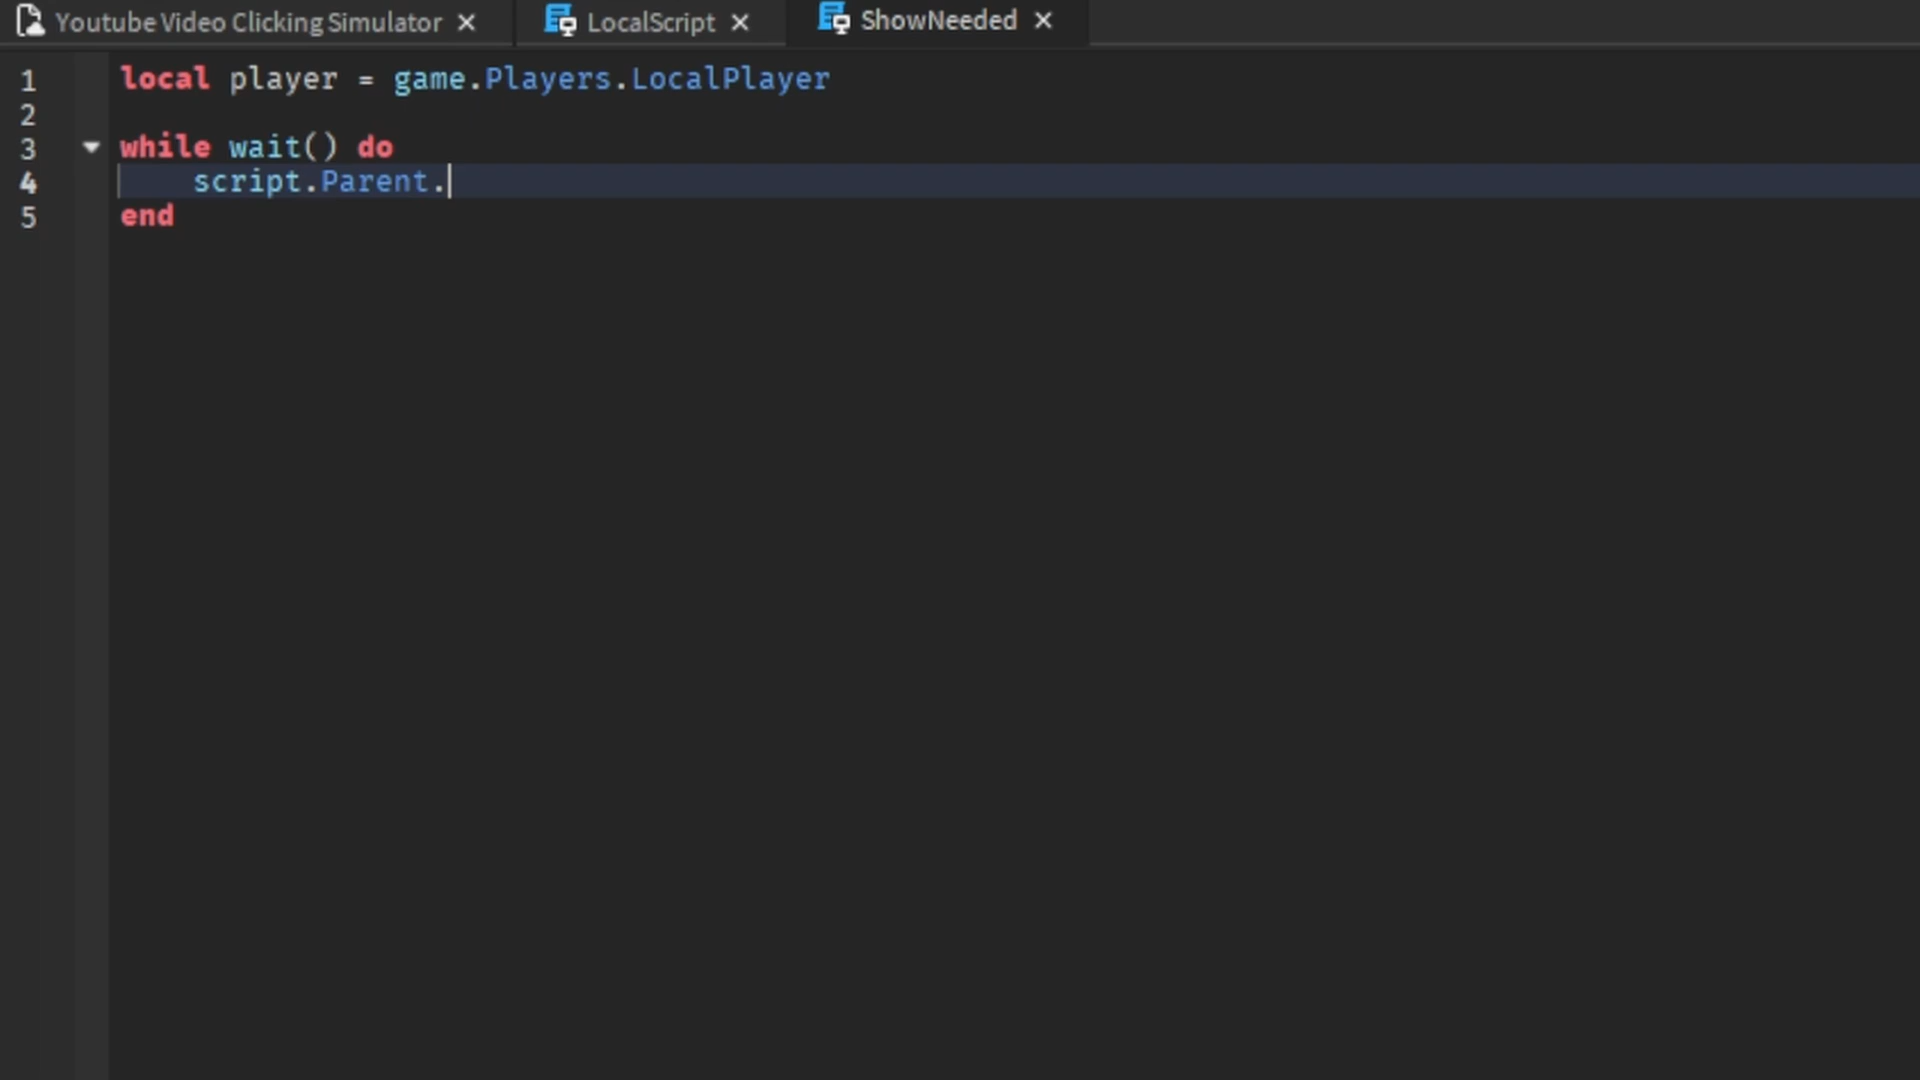 Youtube Video Clicking Simulator
LocalScript
ShowNeeded
1 local player = game.Players.LocalPlayer
2
3 while wait() do
4 script.Parent.
5 end